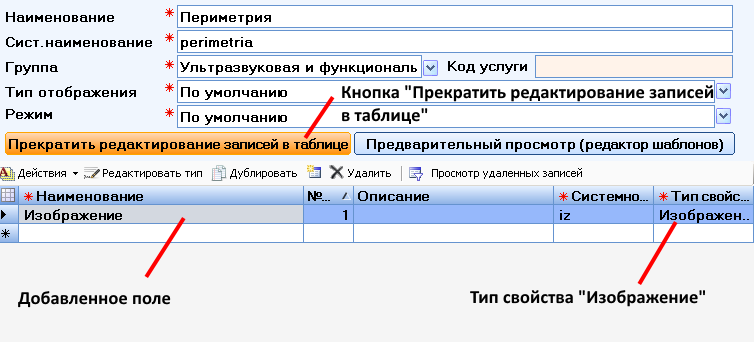 Наименование * Периметрия
Сист.наименование * perimetria
Группа * Ультразвуковая и функциональ Код услуги
Тип отображения * По умолчанию
Кнопка "Прекратить редактирование записей
в таблице"
Режим * По умолчанию
Прекратить редактирование записей в таблице Предварительный просмотр (редактор шаблонов)
Действия Редактировать тип Дублировать Удалить Просмотр удаленных записей
* Наименование №... Описание * Системно... * Тип свойс...
Изображение 1 iz Изображен...
*
Добавленное поле
Тип свойства "Изображение"